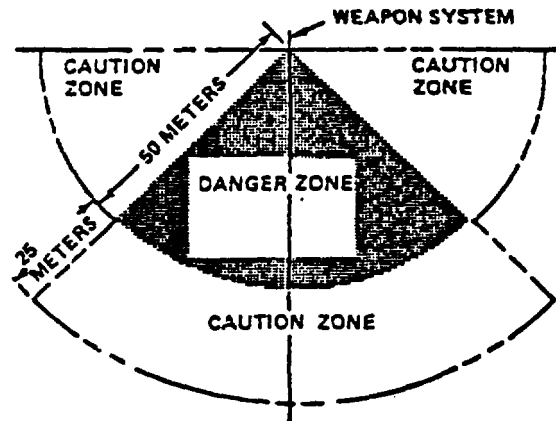 WEAPON SYSTEM
CAUTION
ZONE
CAUTION
ZONE
50 METERS
DANGER ZONE
25
METERS
CAUTION ZONE